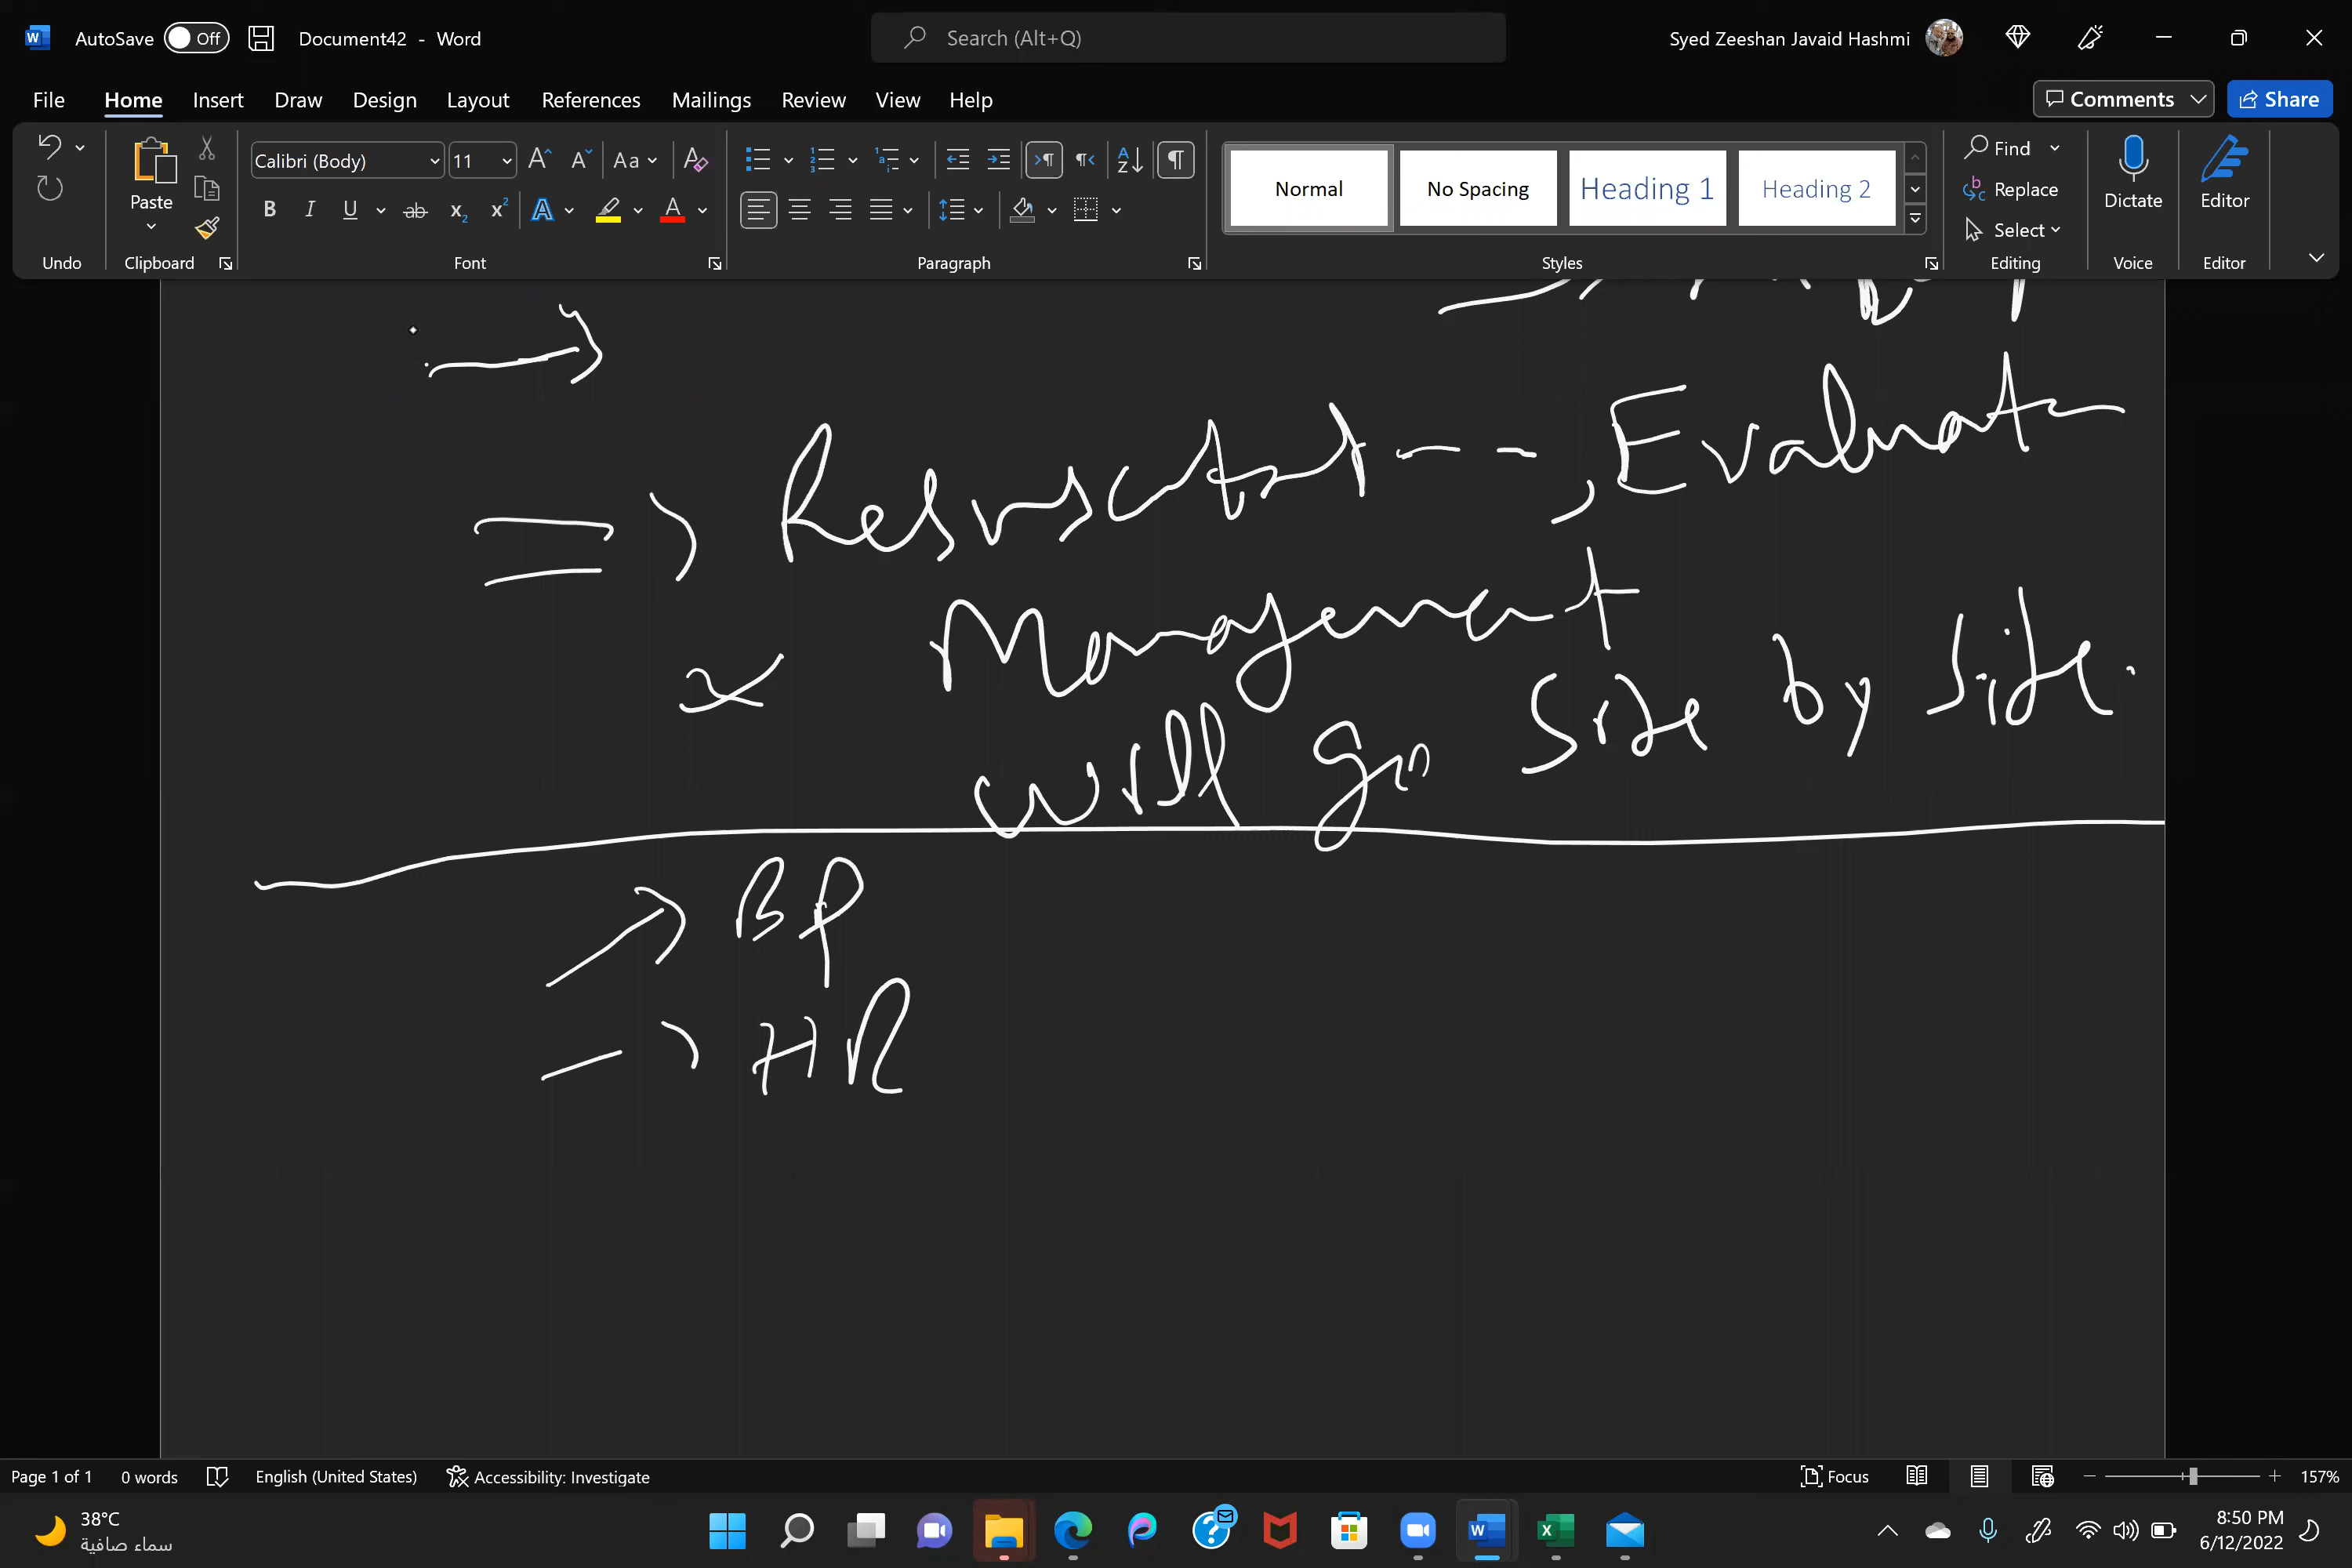 AutoSave Off Document42 - Word Search (Alt+Q) Syed Zeeshan Javaid Hashmi
File Home Insert Draw Design Layout References Mailings Review View Help Comments Share
Paste Calibri (Body) 11 Normal No Spacing Heading 1 Heading 2 Find Replace Select Dictate Editor
Undo Clipboard Font Paragraph Styles Editing Voice Editor
=> Resuscitat---, Evaluate
Management
will go side by side.
→ BP
→ HR
Page 1 of 1 0 words English (United States) Accessibility: Investigate Focus 157%
38°C 8:50 PM
سماء صافية 6/12/2022